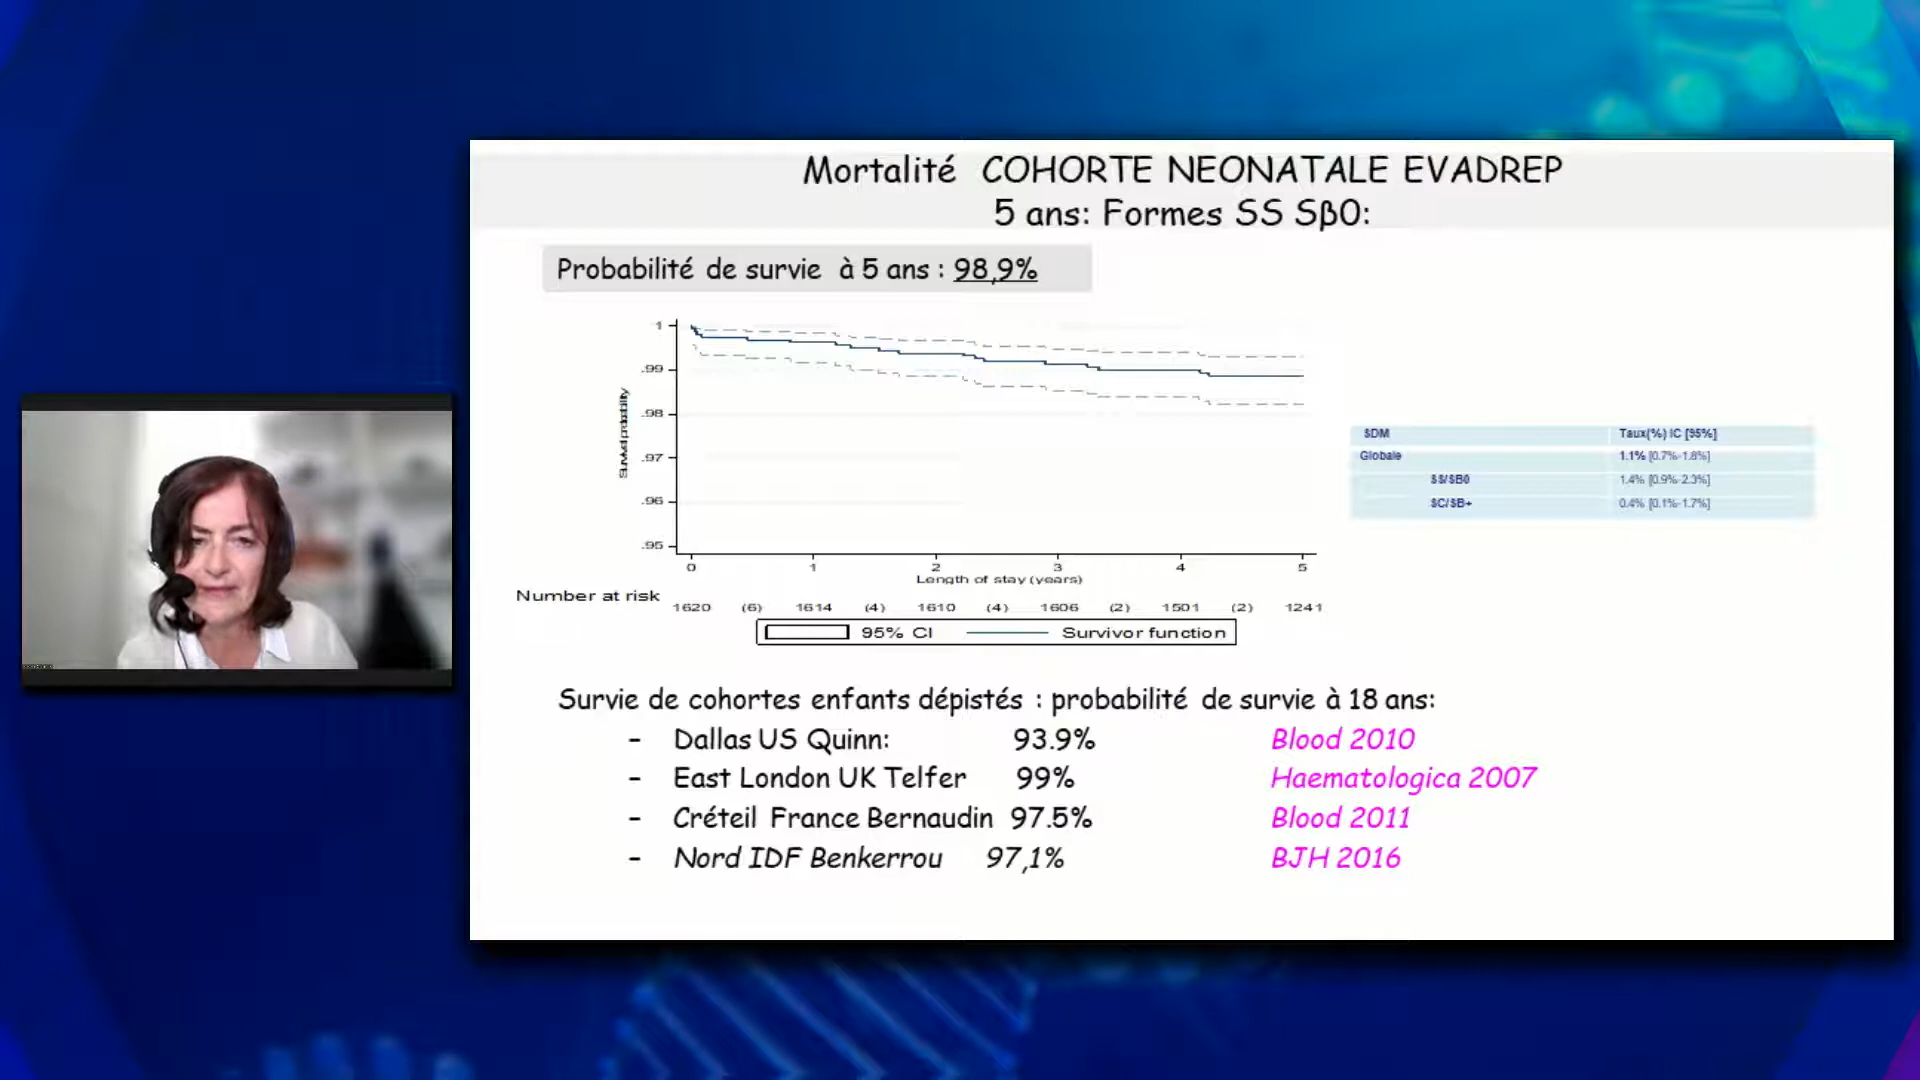 Mortalité COHORTE NEONATALE EVADREP
5 ans: Formes SS Sβ0:
Probabilité de survie à 5 ans : 98,9%
1
.99
.98
.97
.96
.95
Survival probability
0 1 2 3 4 5
Length of stay (years)
Number at risk
1620 (6) 1614 (4) 1610 (4) 1606 (2) 1501 (2) 1241
95% CI Survivor function
SDM Taux(%) IC [95%]
Globale 1.1% [0.7%-1.8%]
SS/SB0 1.4% [0.9%-2.3%]
SC/SB+ 0.4% [0.1%-1.7%]
Survie de cohortes enfants dépistés : probabilité de survie à 18 ans:
- Dallas US Quinn: 93.9% Blood 2010
- East London UK Telfer 99% Haematologica 2007
- Créteil France Bernaudin 97.5% Blood 2011
- Nord IDF Benkerrou 97,1% BJH 2016